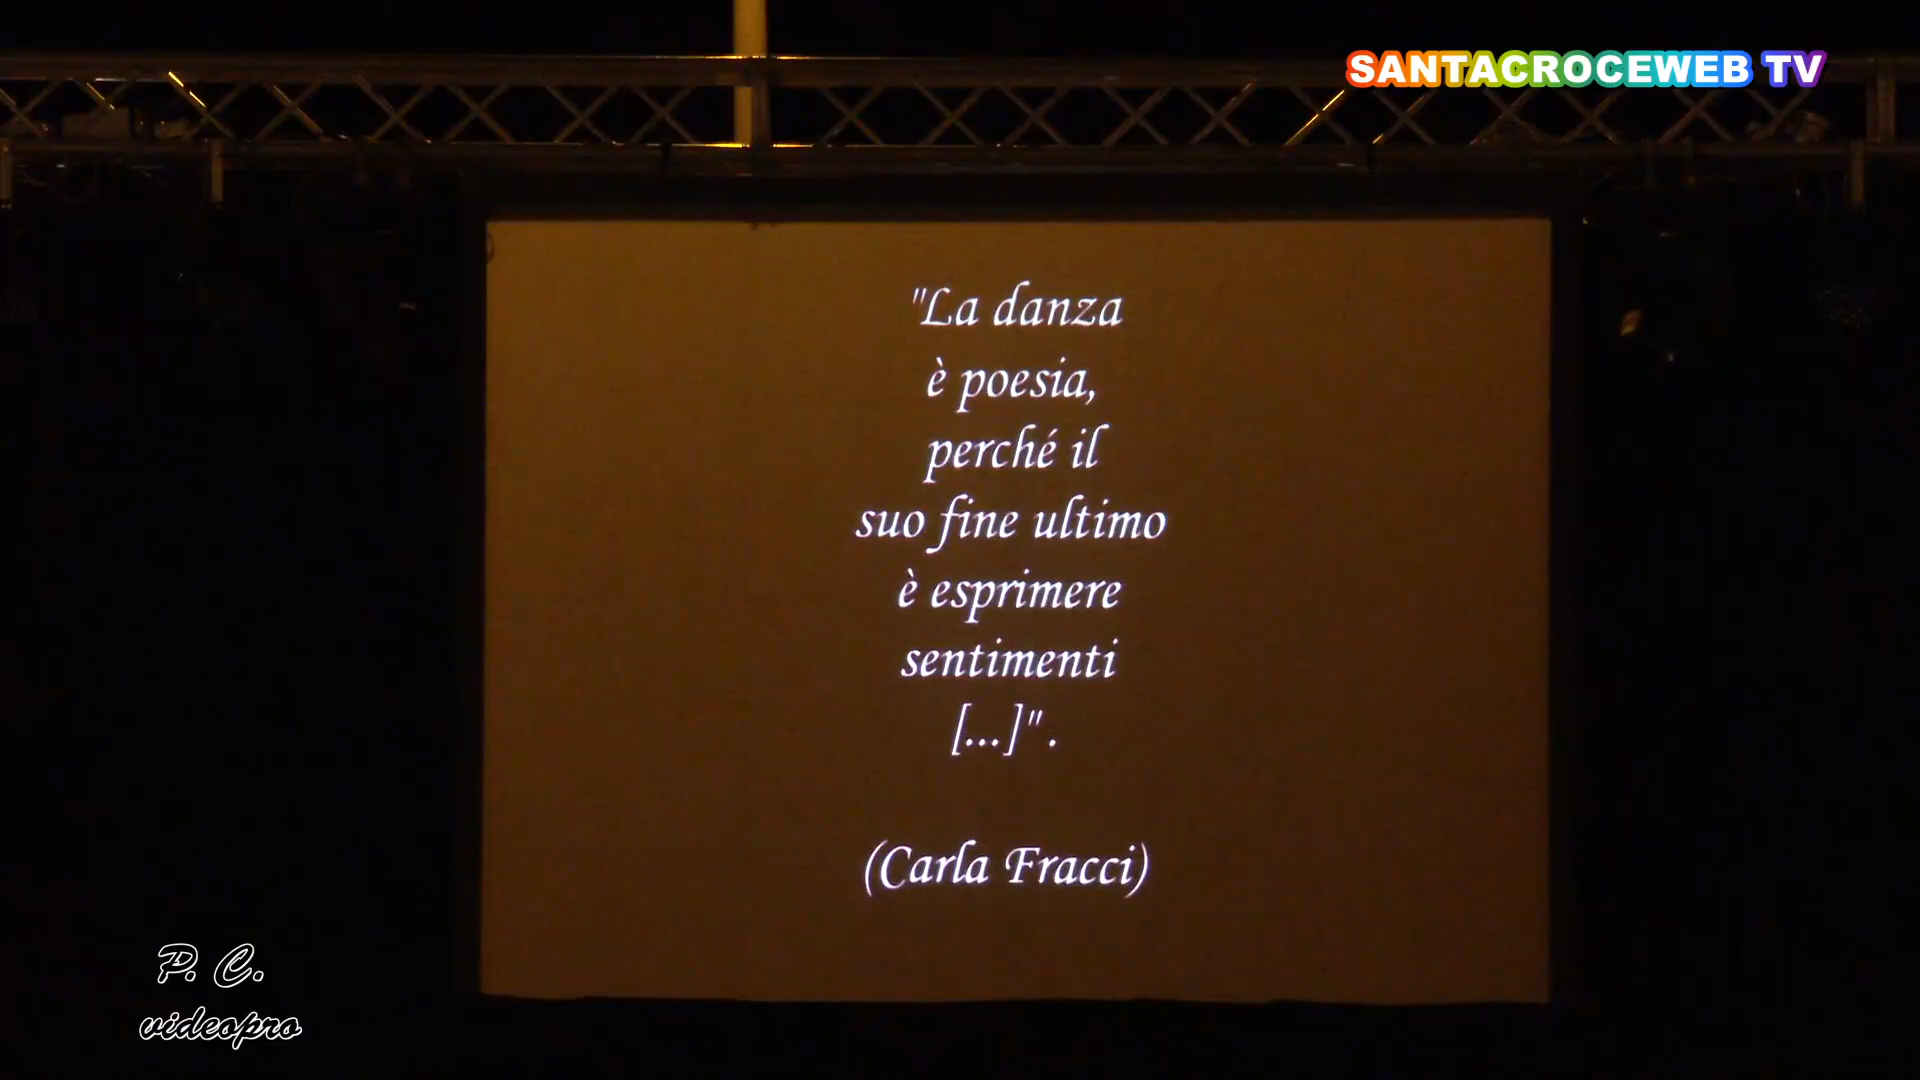 SANTACROCEWEB TV
"La danza
è poesia,
perché il
suo fine ultimo
è esprimere
sentimenti
[...]".
(Carla Fracci)
P. C.
videopro